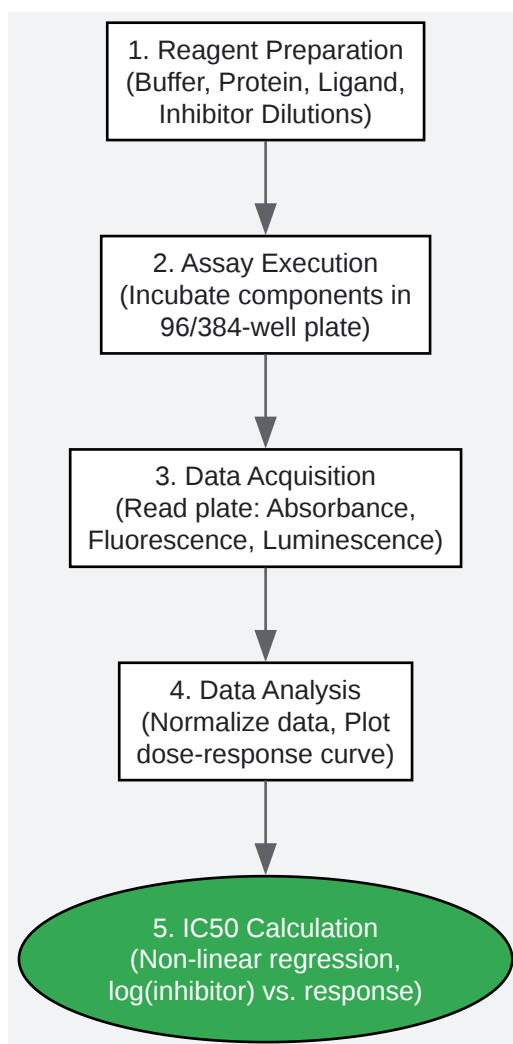 1. Reagent Preparation
(Buffer, Protein, Ligand,
Inhibitor Dilutions)
2. Assay Execution
(Incubate components in
96/384-well plate)
3. Data Acquisition
(Read plate: Absorbance,
Fluorescence, Luminescence)
4. Data Analysis
(Normalize data, Plot
dose-response curve)
5. IC50 Calculation
(Non-linear regression,
log(inhibitor) vs. response)